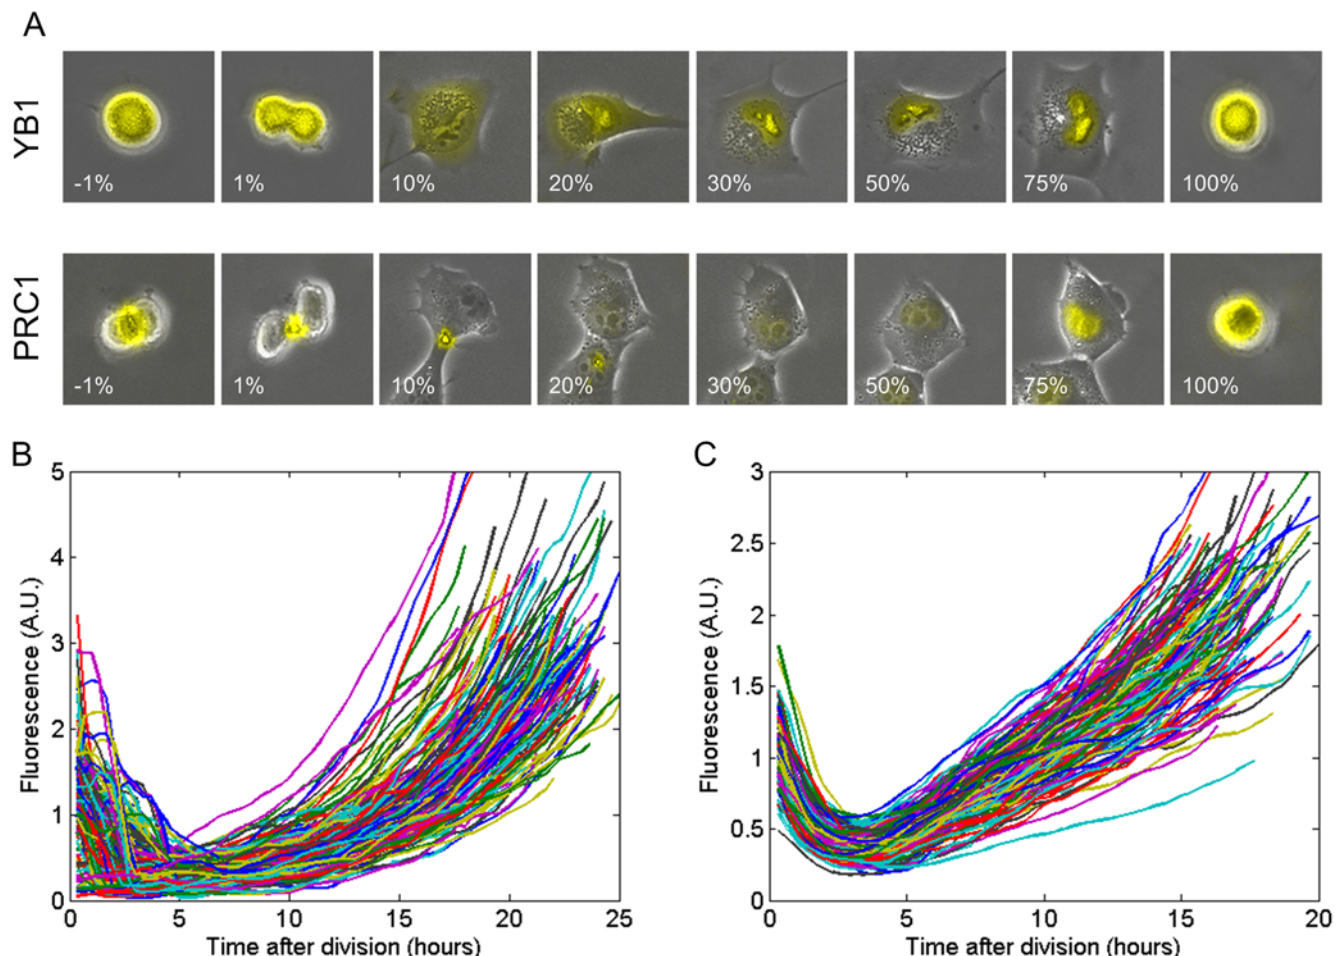 A
YB1
-1% 1% 10% 20% 30% 50% 75% 100%
PRC1
-1% 1% 10% 20% 30% 50% 75% 100%
B
5
4
3
2
1
0
Fluorescence (A.U.)
0 5 10 15 20 25
Time after division (hours)
C
3
2.5
2
1.5
1
0.5
0
Fluorescence (A.U.)
0 5 10 15 20
Time after division (hours)